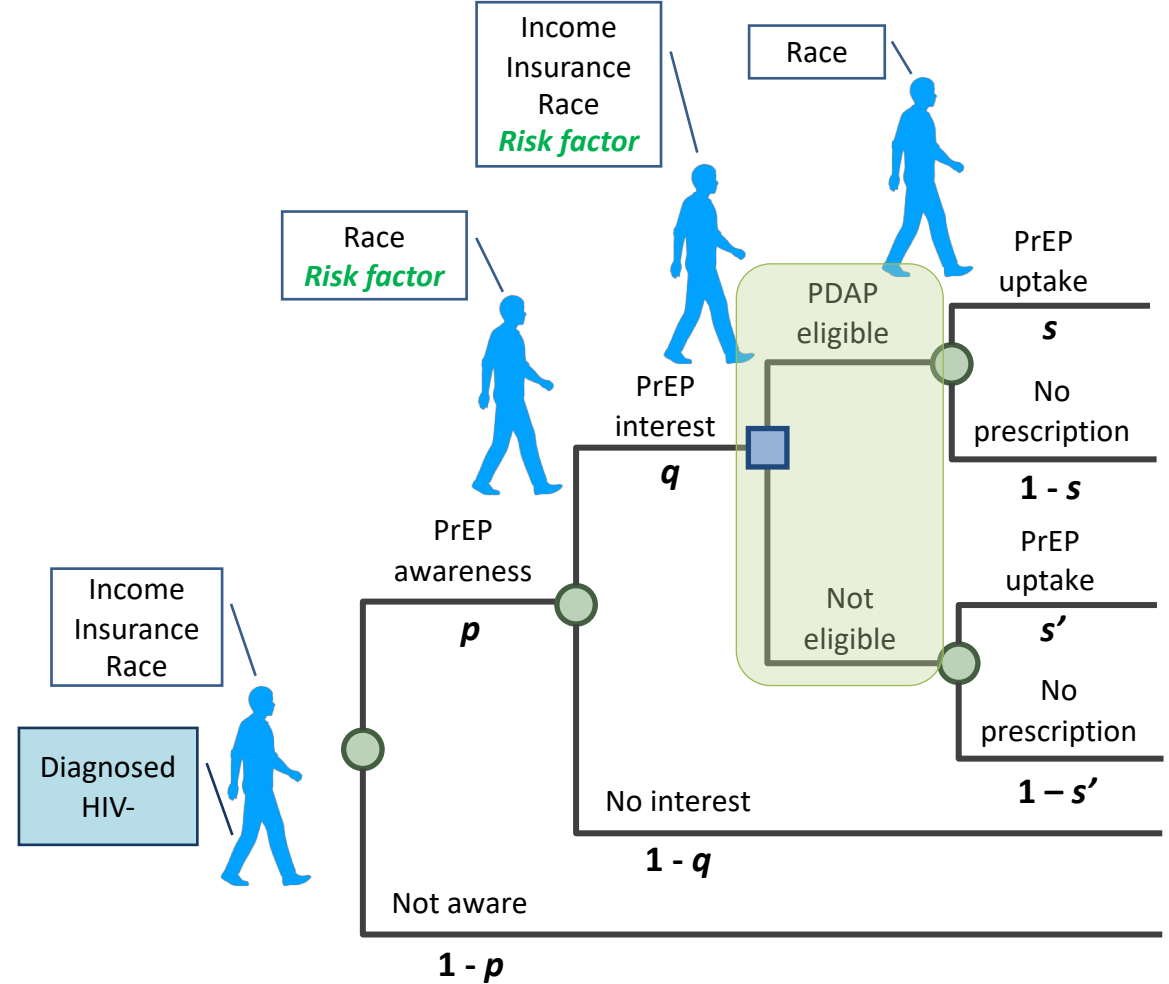 Income
Insurance
Race
Risk factor
Race
Race
Risk factor
PrEP
uptake
s
PDAP
eligible
No
prescription
1 - s
PrEP
interest
q
PrEP
awareness
p
PrEP
uptake
s’
Not
eligible
No
prescription
1 – s’
Income
Insurance
Race
Diagnosed
HIV-
No interest
1 - q
Not aware
1 - p